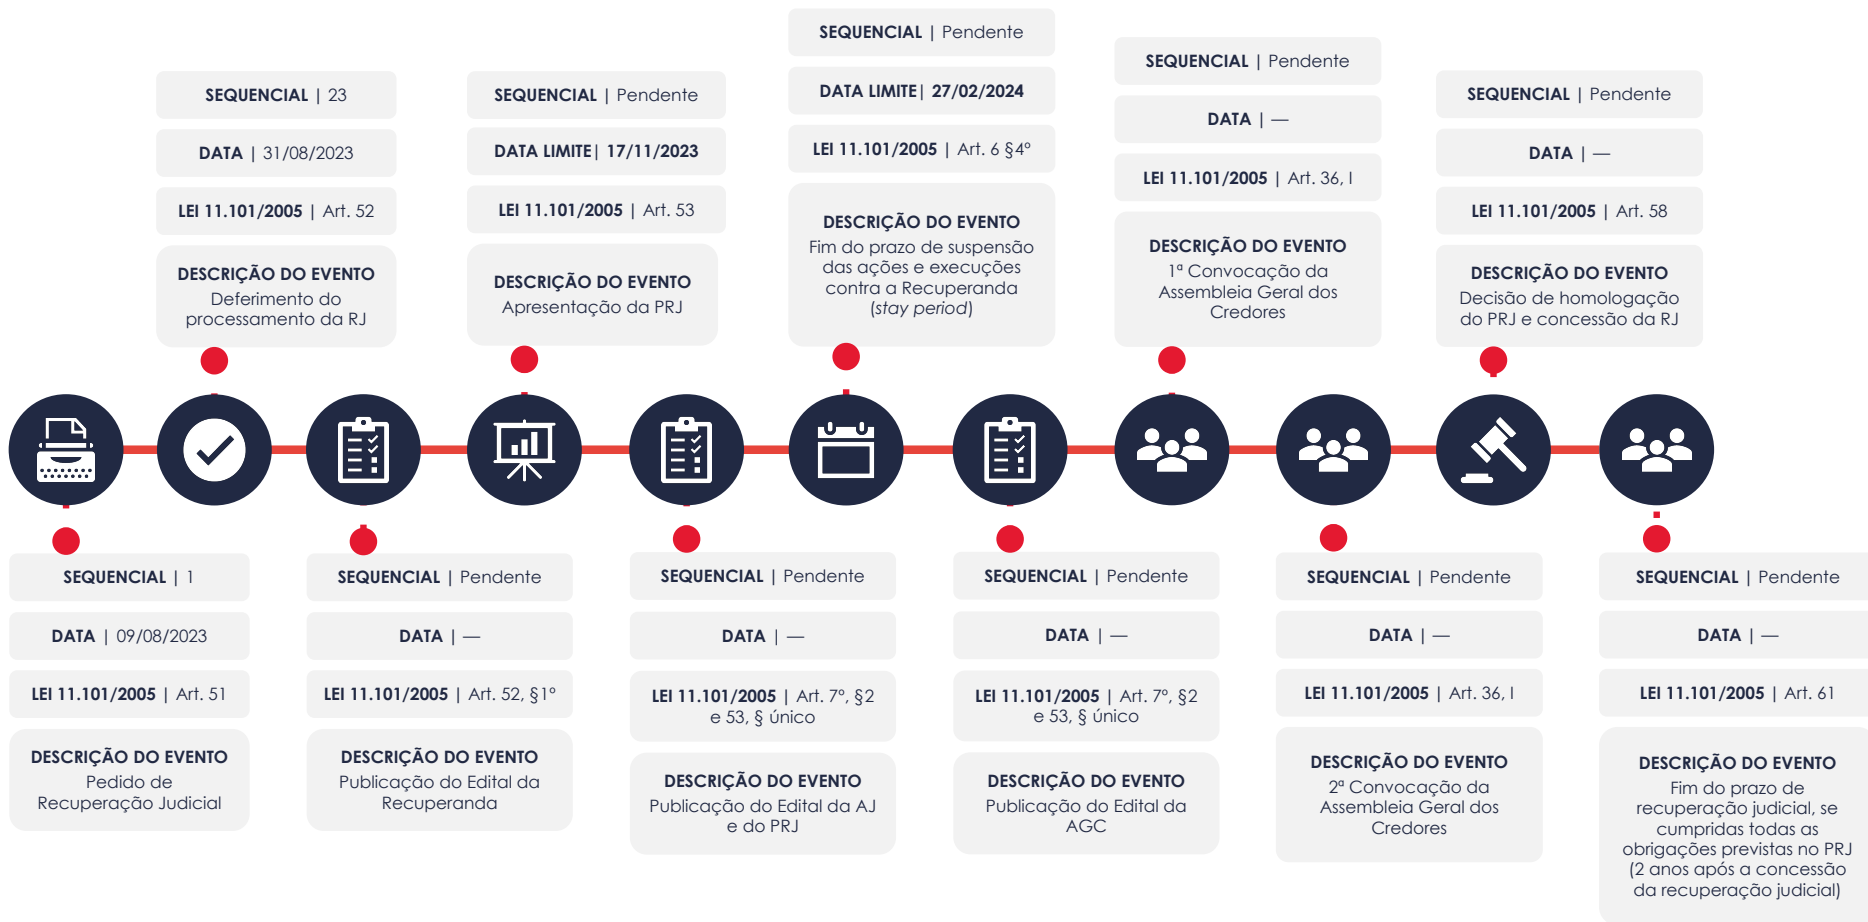 SEQUENCIAL | 23
DATA | 31/08/2023
LEI 11.101/2005 | Art. 52
DESCRIÇÃO DO EVENTO
Deferimento do
processamento da RJ
SEQUENCIAL | Pendente
DATA LIMITE| 17/11/2023
LEI 11.101/2005 | Art. 53
DESCRIÇÃO DO EVENTO
Apresentação da PRJ
SEQUENCIAL | Pendente
DATA LIMITE| 27/02/2024
LEI 11.101/2005 | Art. 6 §4º
DESCRIÇÃO DO EVENTO
Fim do prazo de suspensão
das ações e execuções
contra a Recuperanda
(stay period)
SEQUENCIAL | Pendente
DATA | —
LEI 11.101/2005 | Art. 36, I
DESCRIÇÃO DO EVENTO
1ª Convocação da
Assembleia Geral dos
Credores
SEQUENCIAL | Pendente
DATA | —
LEI 11.101/2005 | Art. 58
DESCRIÇÃO DO EVENTO
Decisão de homologação
do PRJ e concessão da RJ
SEQUENCIAL | 1
DATA | 09/08/2023
LEI 11.101/2005 | Art. 51
DESCRIÇÃO DO EVENTO
Pedido de
Recuperação Judicial
SEQUENCIAL | Pendente
DATA | —
LEI 11.101/2005 | Art. 52, §1º
DESCRIÇÃO DO EVENTO
Publicação do Edital da
Recuperanda
SEQUENCIAL | Pendente
DATA | —
LEI 11.101/2005 | Art. 7º, §2
e 53, § único
DESCRIÇÃO DO EVENTO
Publicação do Edital da AJ
e do PRJ
SEQUENCIAL | Pendente
DATA | —
LEI 11.101/2005 | Art. 7º, §2
e 53, § único
DESCRIÇÃO DO EVENTO
Publicação do Edital da
AGC
SEQUENCIAL | Pendente
DATA | —
LEI 11.101/2005 | Art. 36, I
DESCRIÇÃO DO EVENTO
2ª Convocação da
Assembleia Geral dos
Credores
SEQUENCIAL | Pendente
DATA | —
LEI 11.101/2005 | Art. 61
DESCRIÇÃO DO EVENTO
Fim do prazo de
recuperação judicial, se
cumpridas todas as
obrigações previstas no PRJ
(2 anos após a concessão
da recuperação judicial)